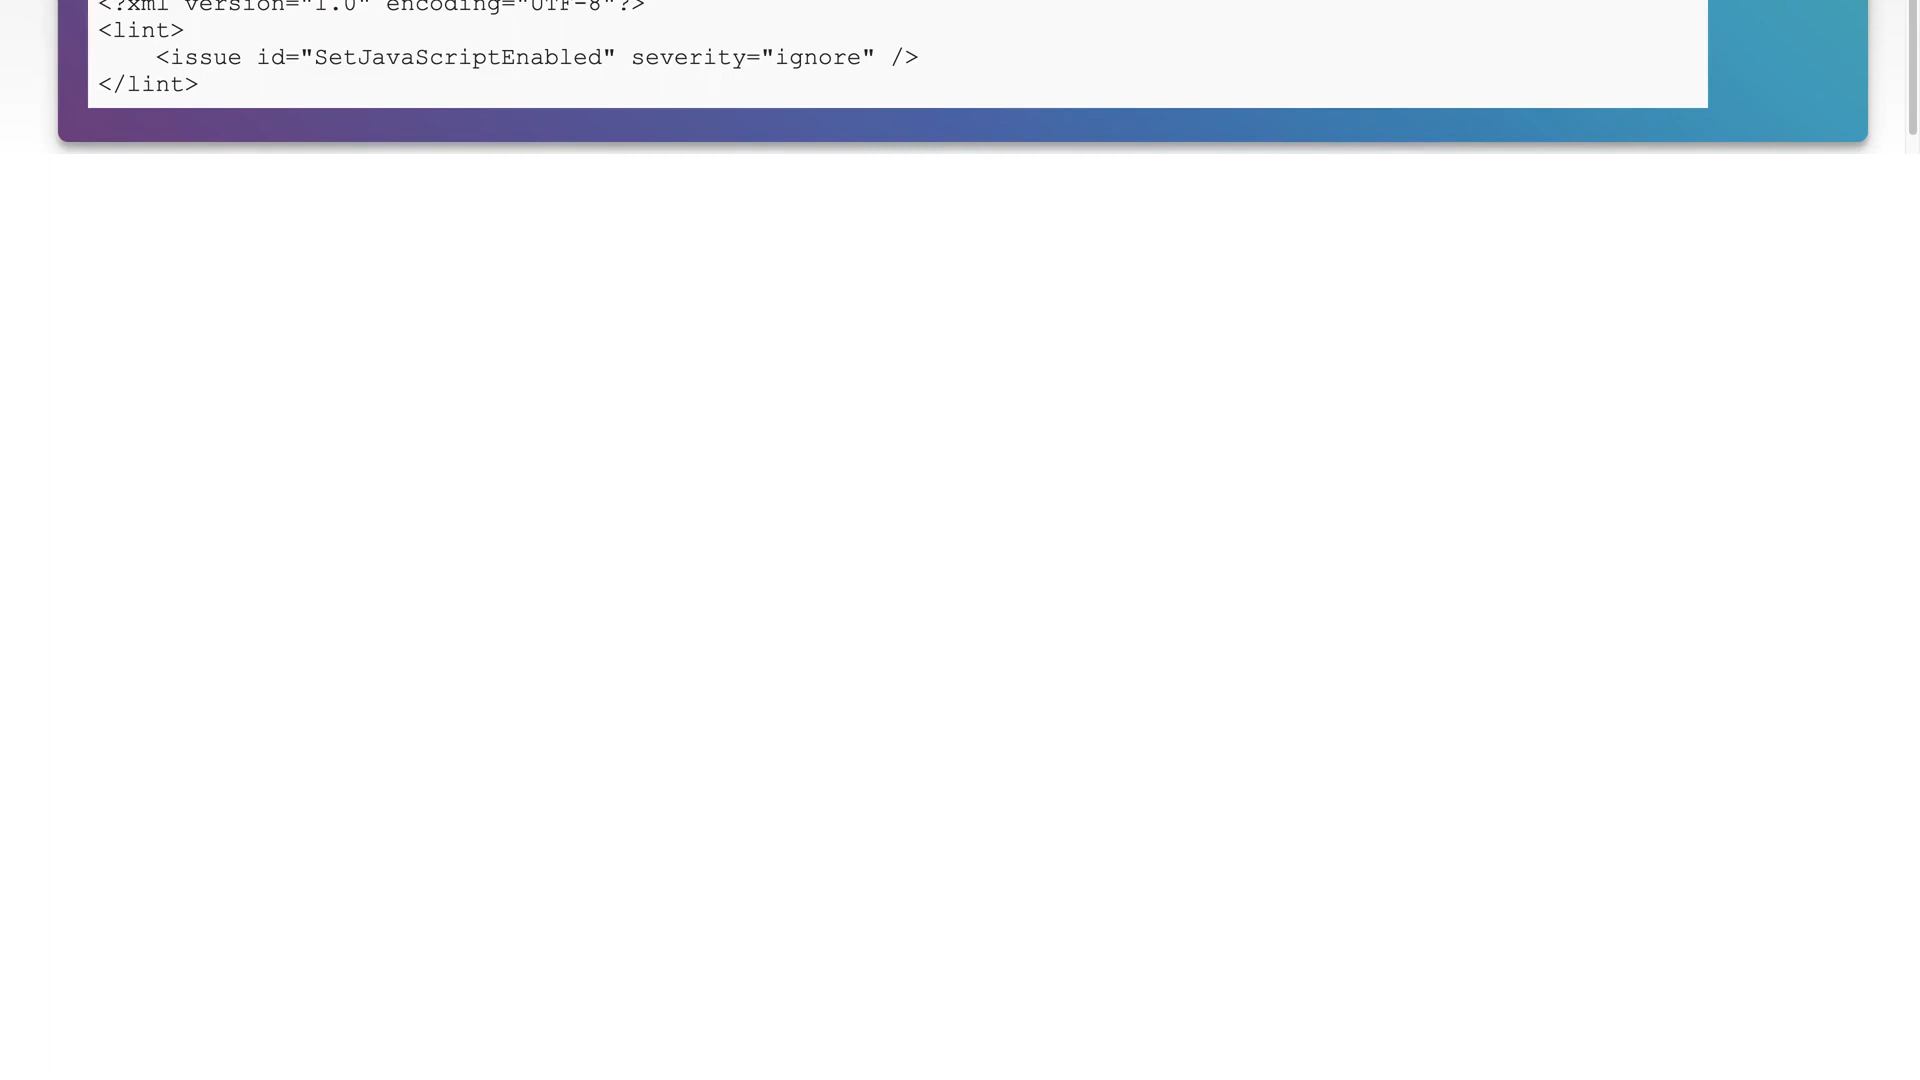 <?xml version="1.0" encoding="UTF-8"?>
<lint>
    <issue id="SetJavaScriptEnabled" severity="ignore" />
</lint>